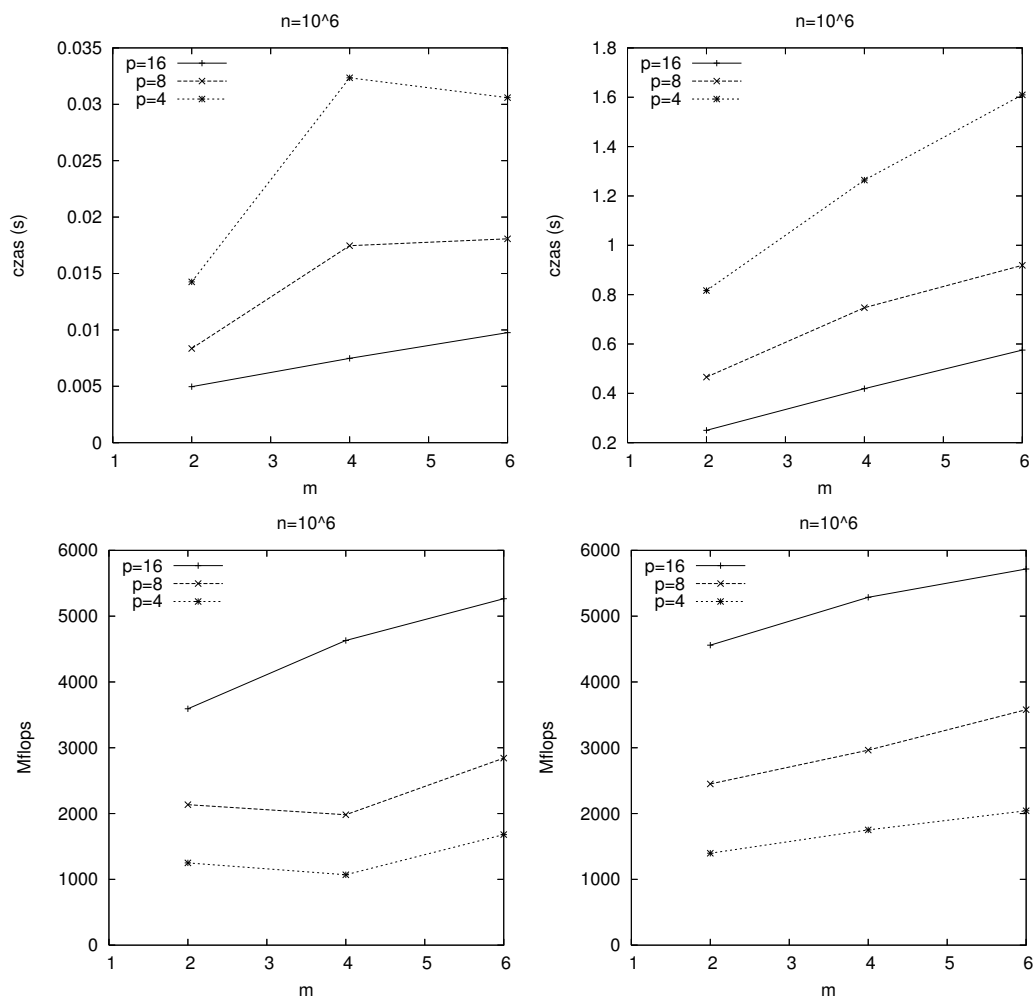 n=10^6
0.035
0.03
0.025
0.02
0.015
0.01
0.005
0
czas (s)
p=16
p=8
p=4
1 2 3 4 5 6
m
n=10^6
1.8
1.6
1.4
1.2
1
0.8
0.6
0.4
0.2
czas (s)
p=16
p=8
p=4
1 2 3 4 5 6
m
n=10^6
6000
5000
4000
3000
2000
1000
0
Mflops
p=16
p=8
p=4
1 2 3 4 5 6
m
n=10^6
6000
5000
4000
3000
2000
1000
0
Mflops
p=16
p=8
p=4
1 2 3 4 5 6
m